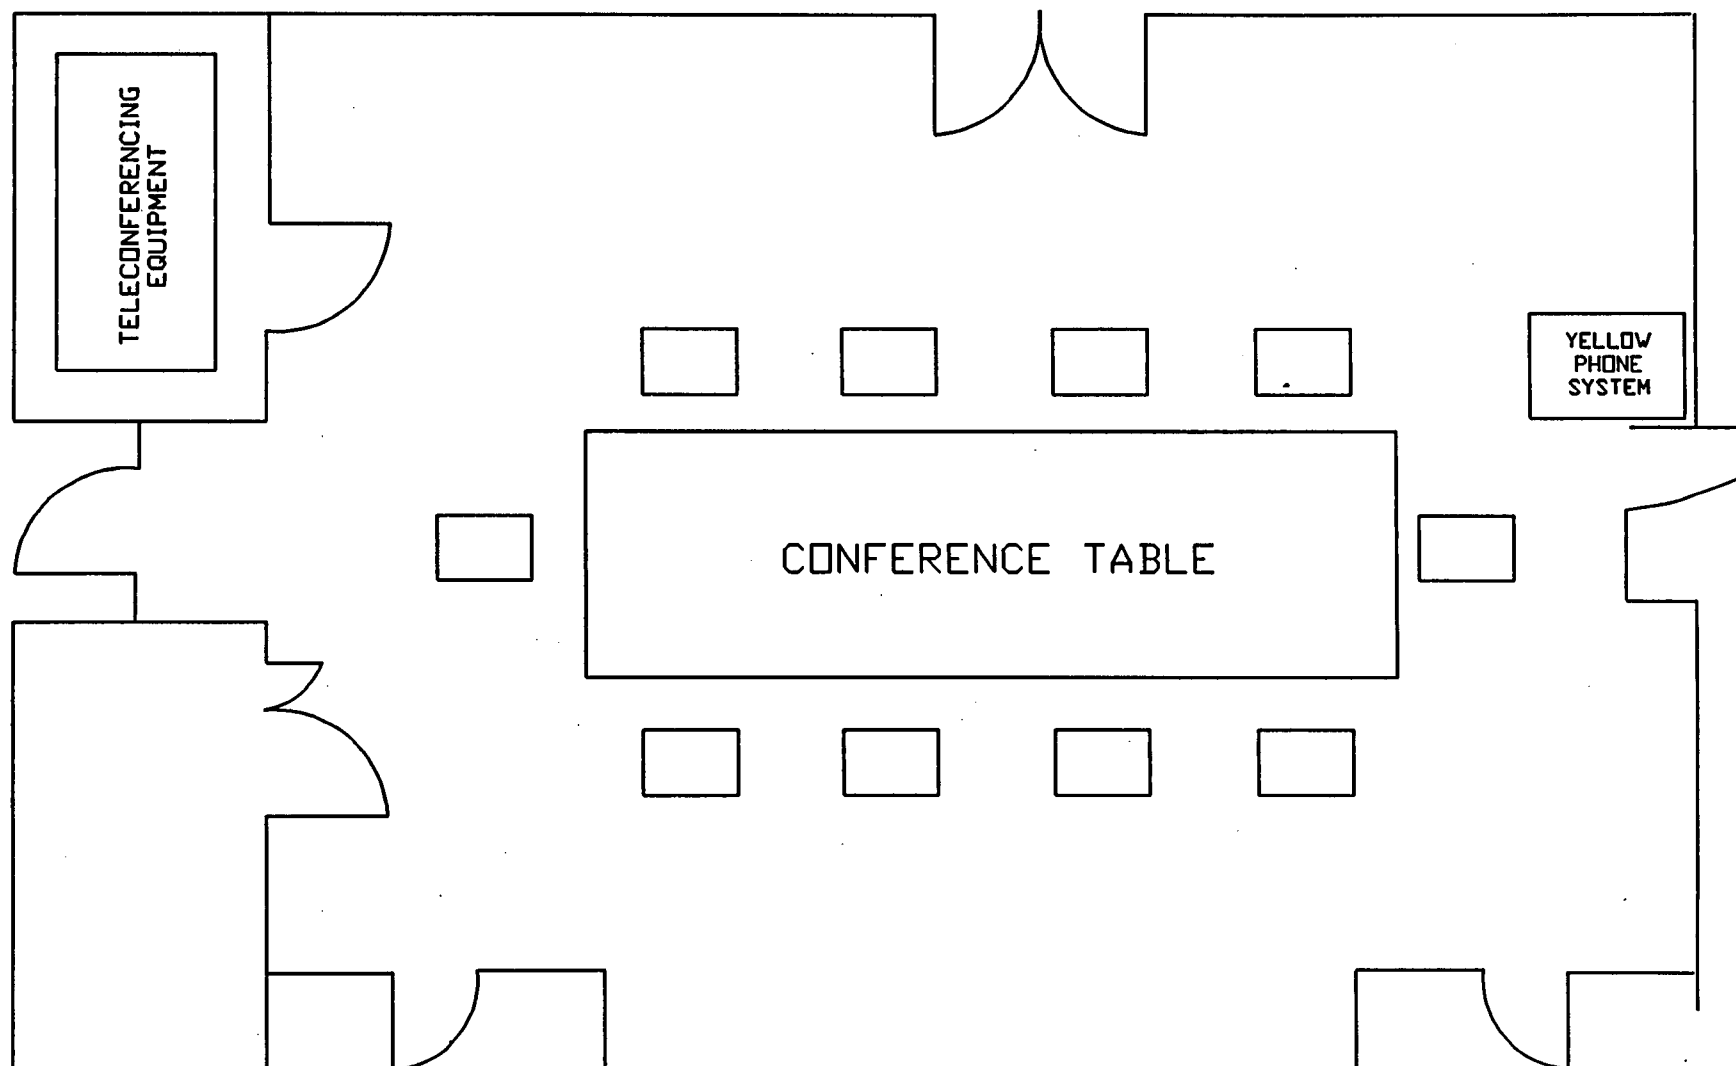 TELECONFERENCING
EQUIPMENT
YELLOW
PHONE
SYSTEM
CONFERENCE TABLE